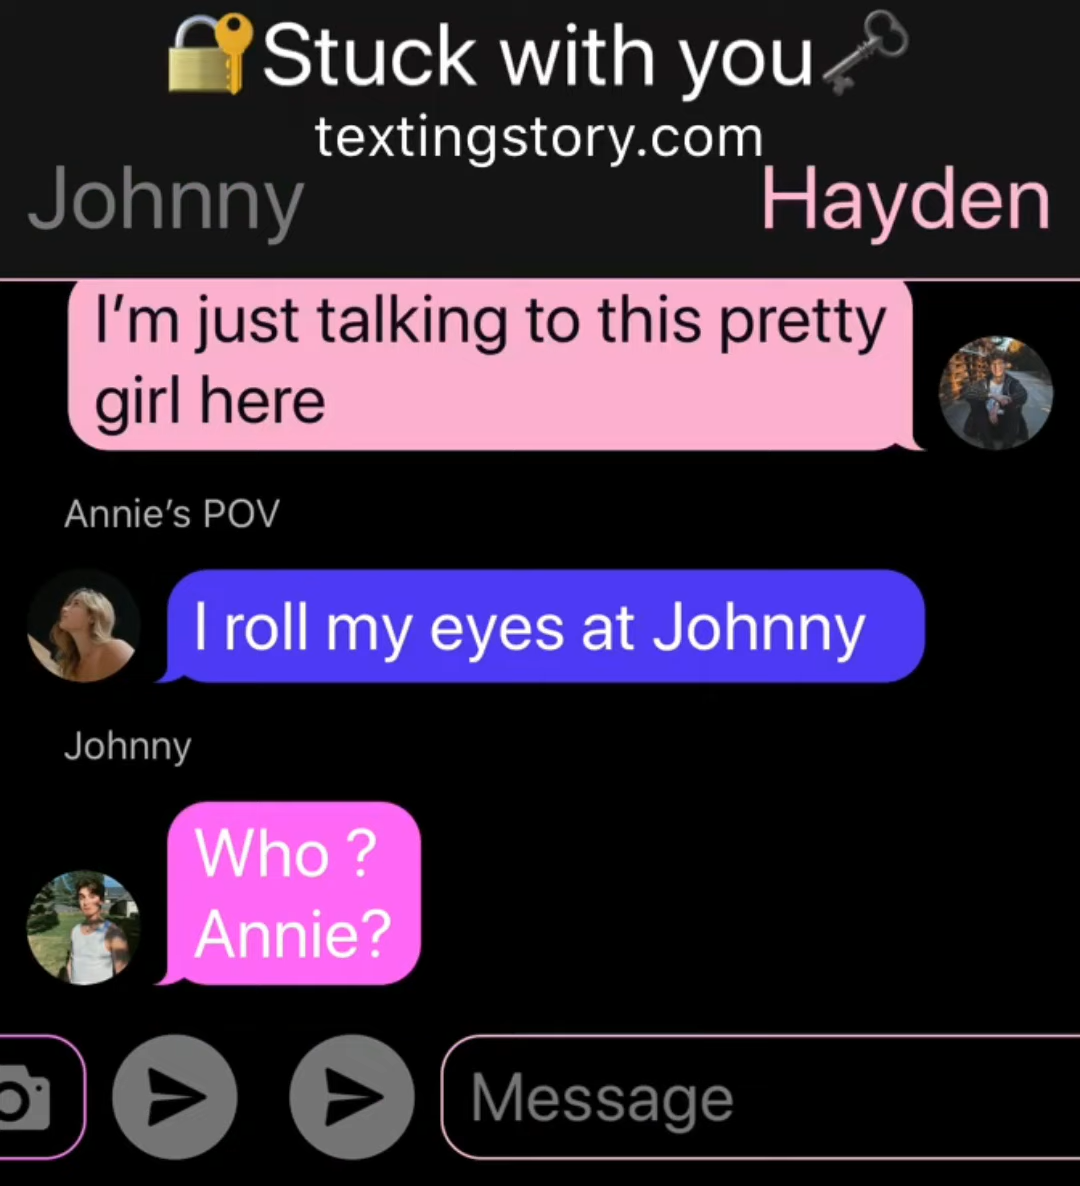 🔐Stuck with you🗝️
textingstory.com
Johnny
Hayden
I'm just talking to this pretty
girl here
Annie's POV
I roll my eyes at Johnny
Johnny
Who ?
Annie?
Message